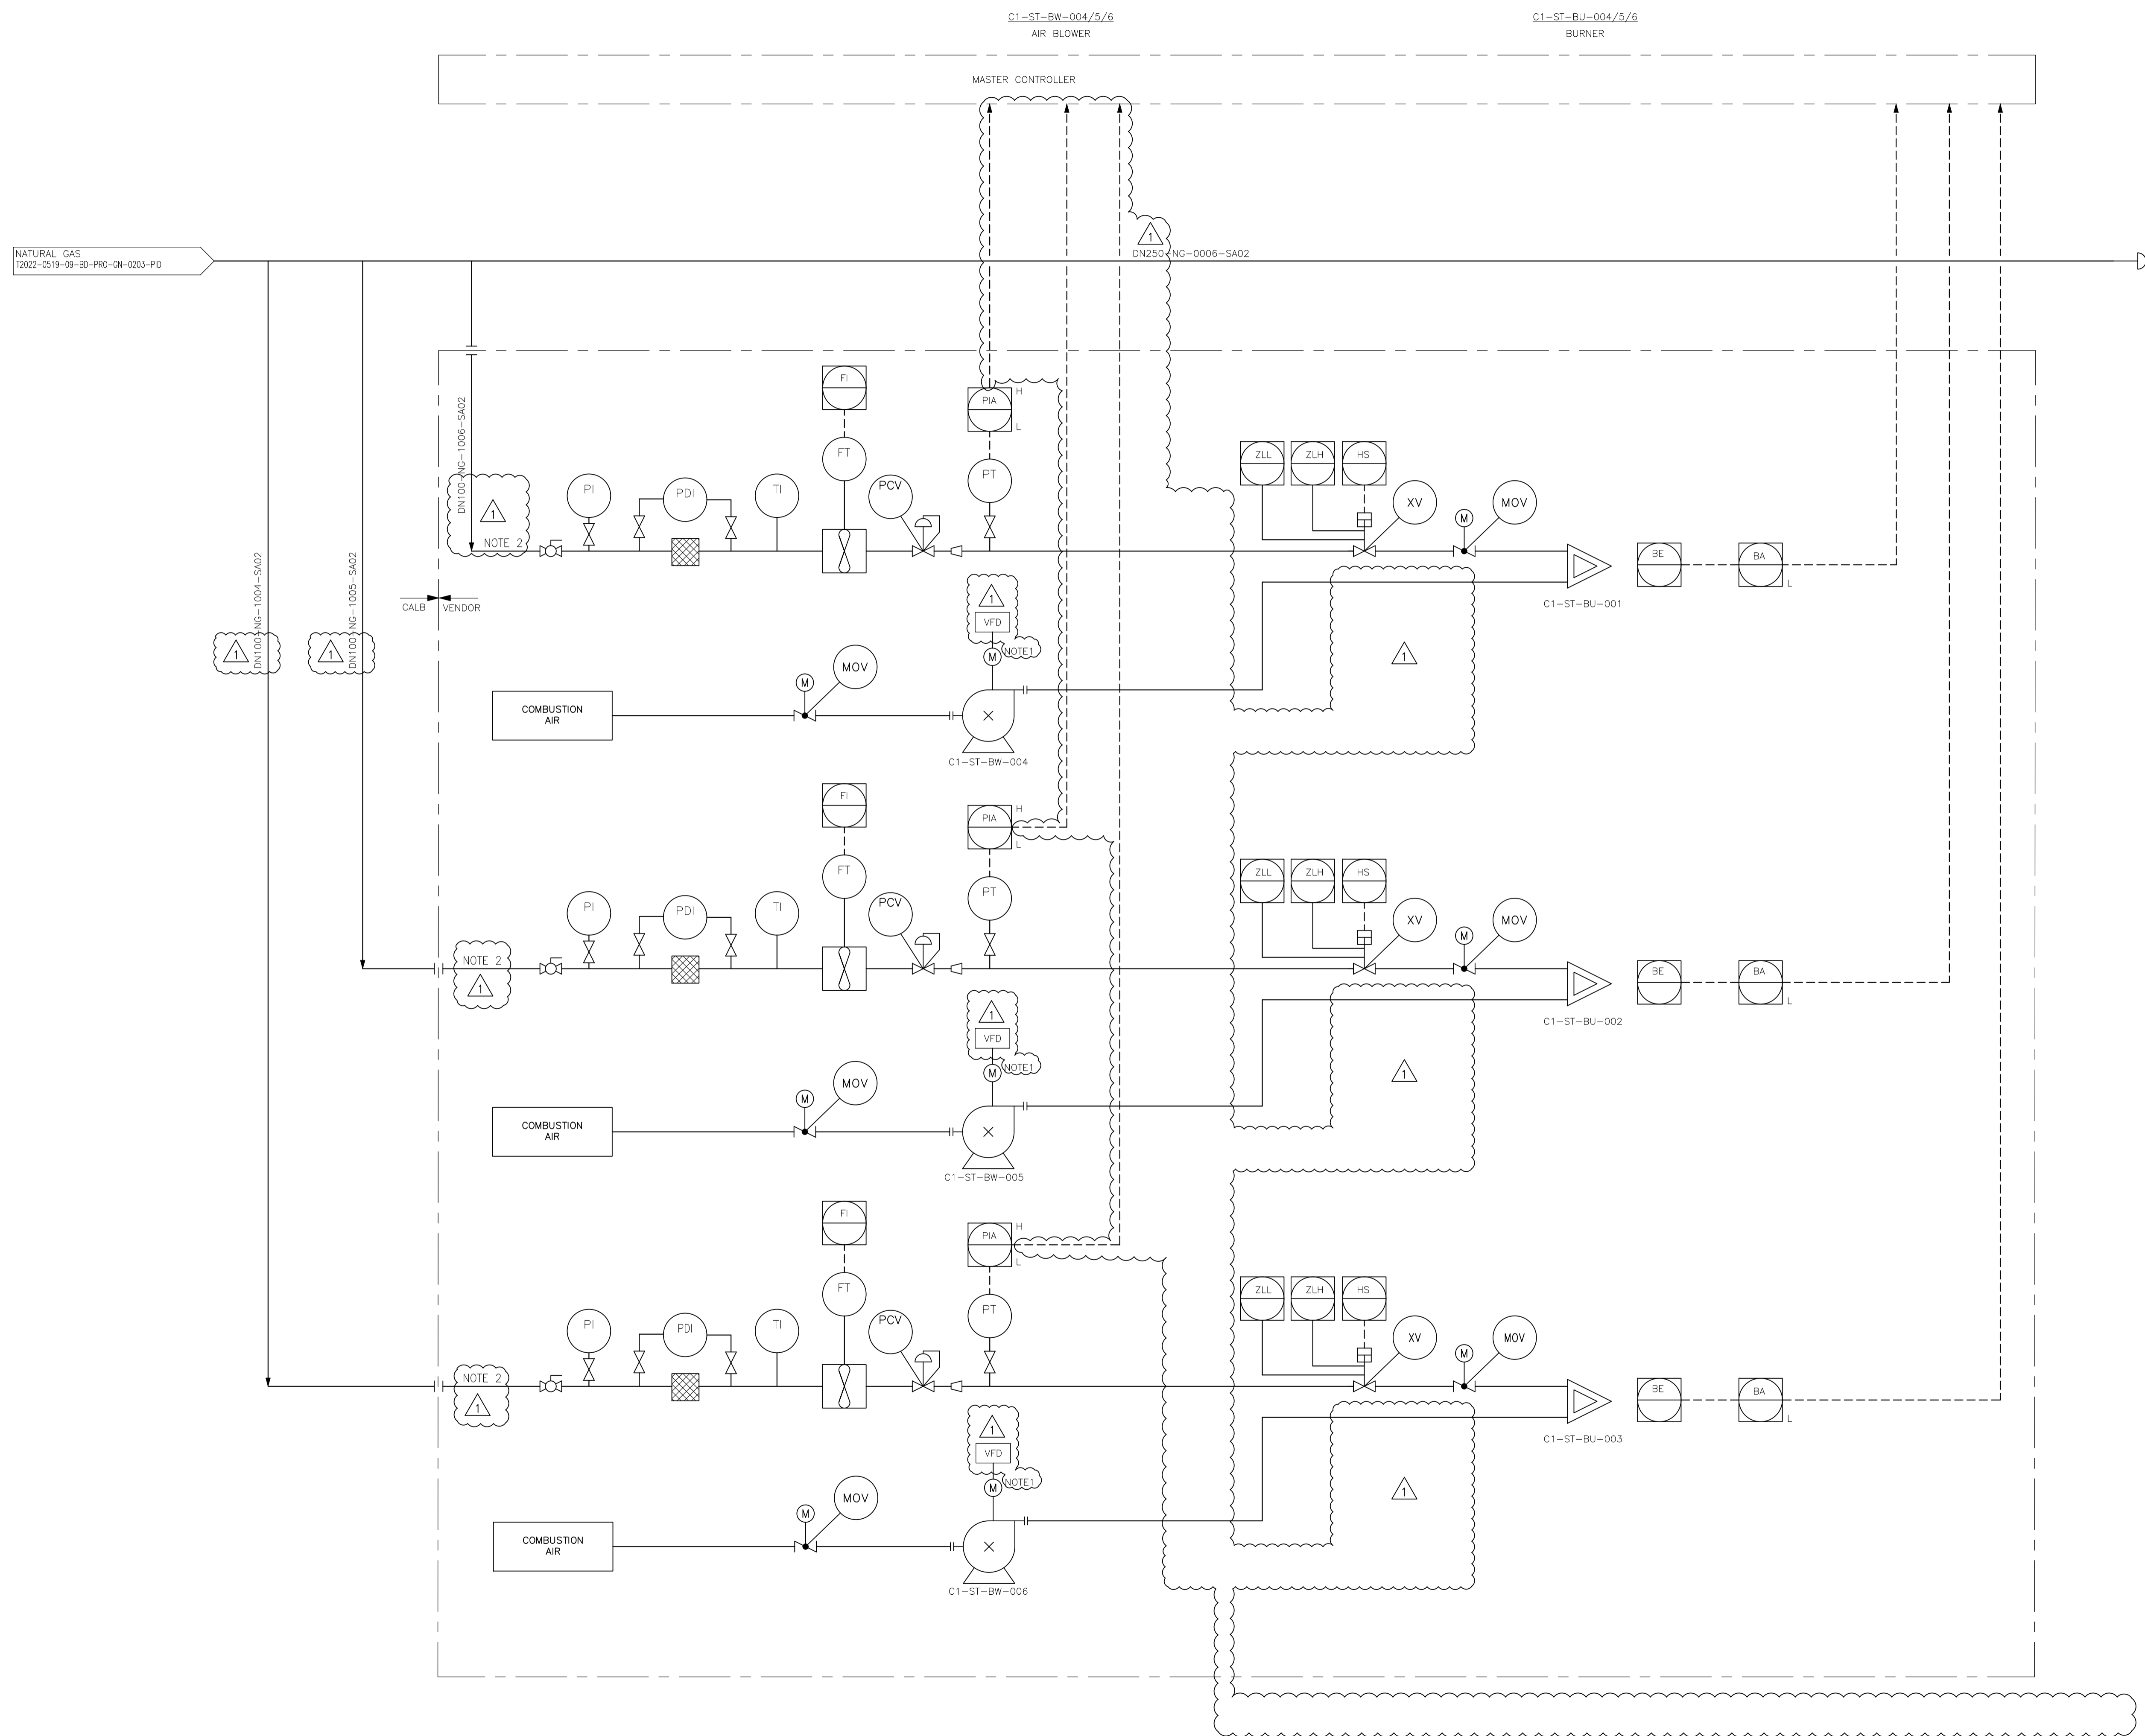 C1-ST-BW-004/5/6
AIR BLOWER
C1-ST-BU-004/5/6
BURNER
MASTER CONTROLLER
NATURAL GAS
T2022-0519-09-BD-PRO-GN-0203-PID
1
DN250-NG-0006-SA02
DN100-NG-1004-SA02
1
DN100-NG-1005-SA02
1
DN100-NG-1006-SA02
CALB
VENDOR
1
NOTE 2
PI
PDI
TI
FI
FT
PCV
PIA
H
L
PT
ZLL
ZLH
HS
XV
M
MOV
BE
BA
L
C1-ST-BU-001
1
VFD
NOTE1
M
1
COMBUSTION
AIR
M
MOV
C1-ST-BW-004
NOTE 2
1
PI
PDI
TI
FI
FT
PCV
PIA
H
L
PT
ZLL
ZLH
HS
XV
M
MOV
BE
BA
L
C1-ST-BU-002
1
VFD
NOTE1
M
1
COMBUSTION
AIR
M
MOV
C1-ST-BW-005
NOTE 2
1
PI
PDI
TI
FI
FT
PCV
PIA
H
L
PT
ZLL
ZLH
HS
XV
M
MOV
BE
BA
L
C1-ST-BU-003
1
VFD
NOTE1
M
1
COMBUSTION
AIR
M
MOV
C1-ST-BW-006